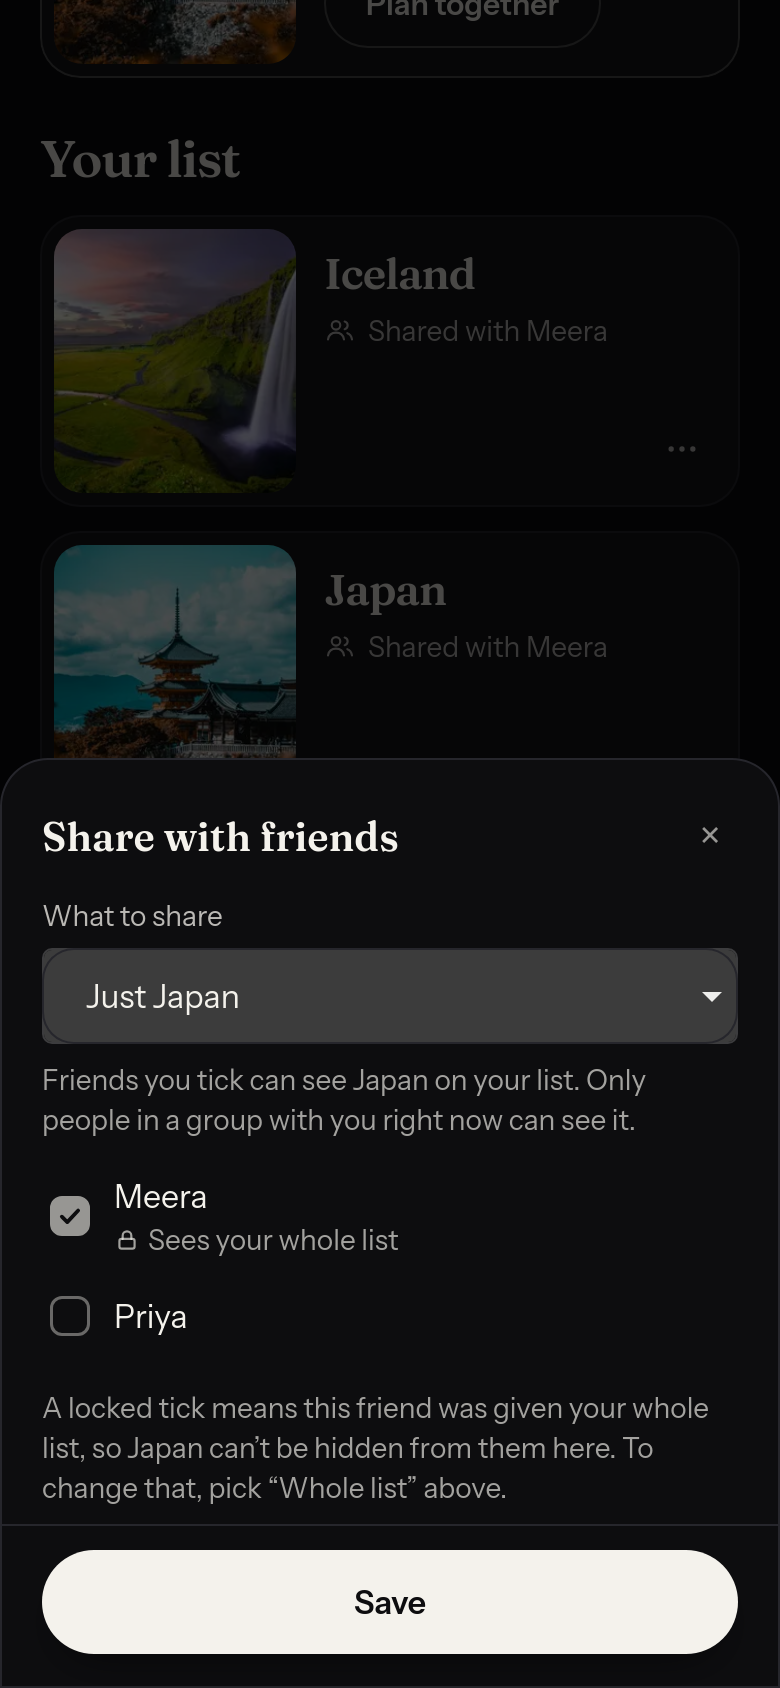 Plan together
Your list
Iceland
Shared with Meera
Japan
Shared with Meera
Share with friends
What to share
Just Japan
Friends you tick can see Japan on your list. Only
people in a group with you right now can see it.
Meera
Sees your whole list
Priya
A locked tick means this friend was given your whole
list, so Japan can’t be hidden from them here. To
change that, pick “Whole list” above.
Save